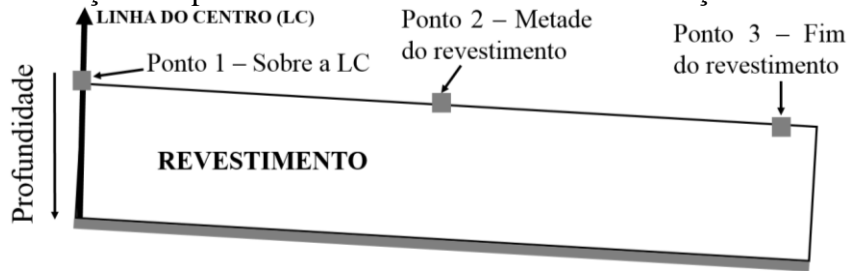 LINHA DO CENTRO (LC)
Ponto 2 – Metade
do revestimento
Ponto 3 – Fim
do revestimento
Ponto 1 – Sobre a LC
Profundidade
REVESTIMENTO